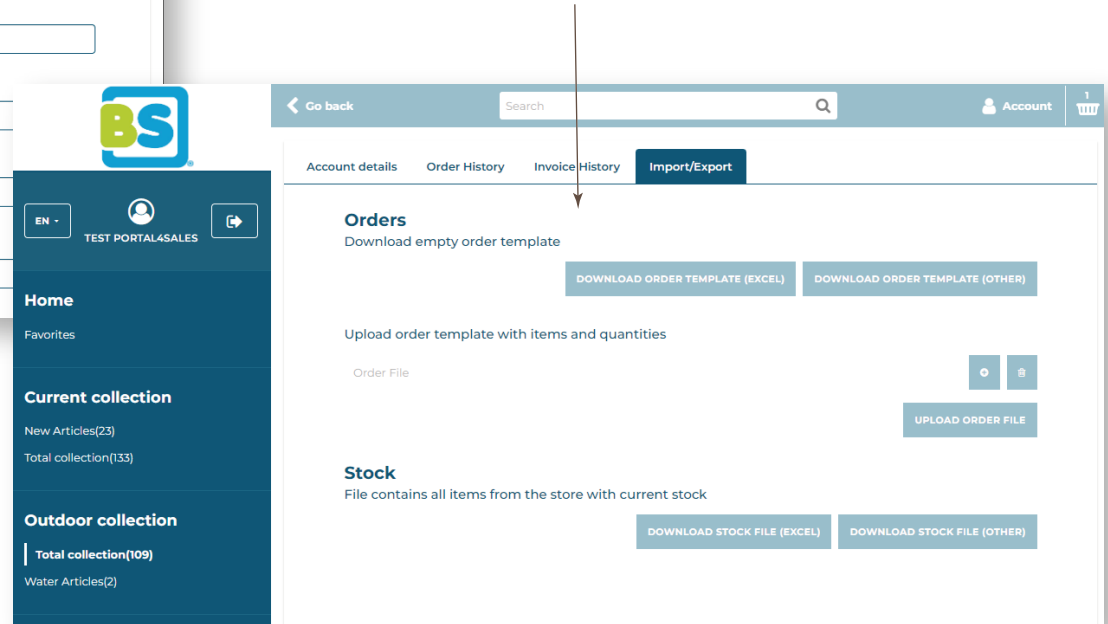 BS
EN
TEST PORTAL4SALES
Home
Favorites
Current collection
New Articles(23)
Total collection(133)
Outdoor collection
Total collection(109)
Water Articles(2)
Go back
Search
Account
1
Account details
Order History
Invoice History
Import/Export
Orders
Download empty order template
DOWNLOAD ORDER TEMPLATE (EXCEL)
DOWNLOAD ORDER TEMPLATE (OTHER)
Upload order template with items and quantities
Order File
UPLOAD ORDER FILE
Stock
File contains all items from the store with current stock
DOWNLOAD STOCK FILE (EXCEL)
DOWNLOAD STOCK FILE (OTHER)